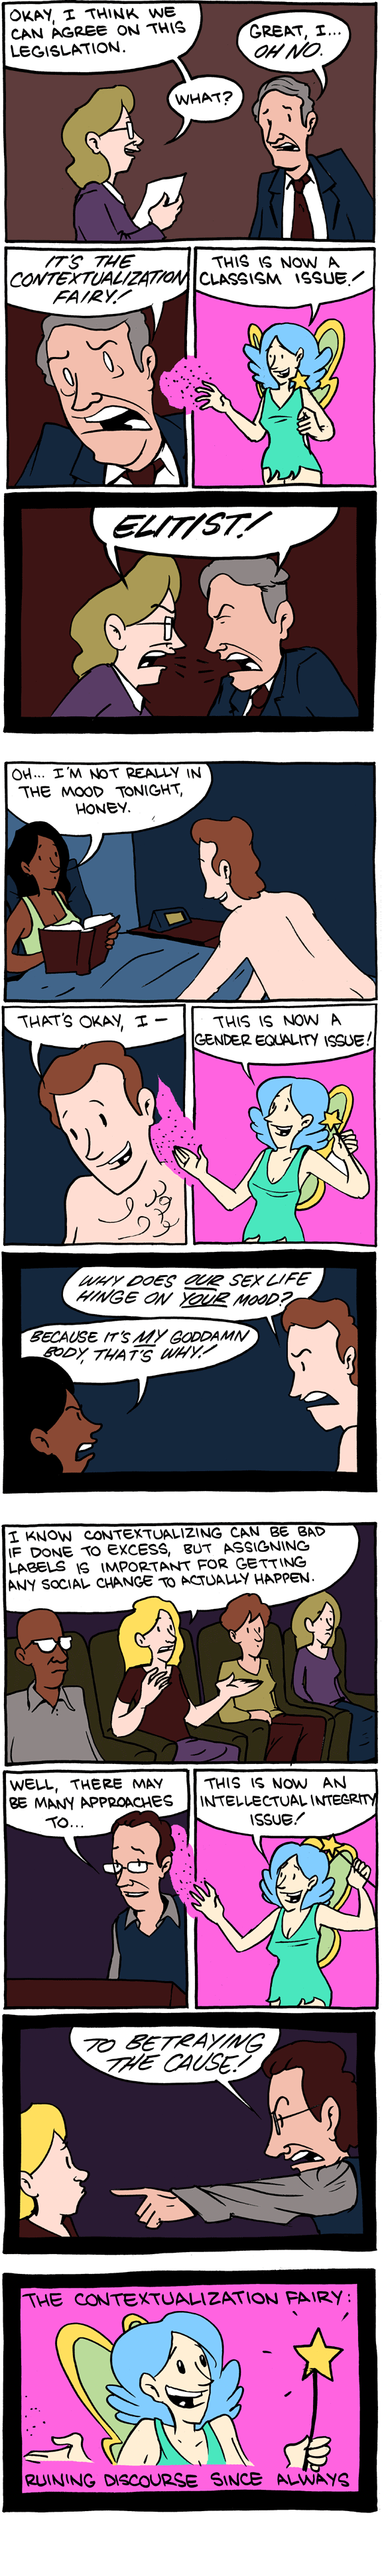 OKAY, I THINK WE
CAN AGREE ON THIS
LEGISLATION.
GREAT, I...
OH NO.
WHAT?
IT'S THE
CONTEXTUALIZATION
FAIRY!
THIS IS NOW A
CLASSISM ISSUE!
ELITIST!
OH... I'M NOT REALLY IN
THE MOOD TONIGHT,
HONEY.
THAT'S OKAY, I —
THIS IS NOW A
GENDER EQUALITY ISSUE!
WHY DOES OUR SEX LIFE
HINGE ON YOUR MOOD?
BECAUSE IT'S MY GODDAMN
BODY, THAT'S WHY!
I KNOW CONTEXTUALIZING CAN BE BAD
IF DONE TO EXCESS, BUT ASSIGNING
LABELS IS IMPORTANT FOR GETTING
ANY SOCIAL CHANGE TO ACTUALLY HAPPEN.
WELL, THERE MAY
BE MANY APPROACHES
TO...
THIS IS NOW AN
INTELLECTUAL INTEGRITY
ISSUE!
TO BETRAYING
THE CAUSE!
THE CONTEXTUALIZATION FAIRY:
RUINING DISCOURSE SINCE ALWAYS